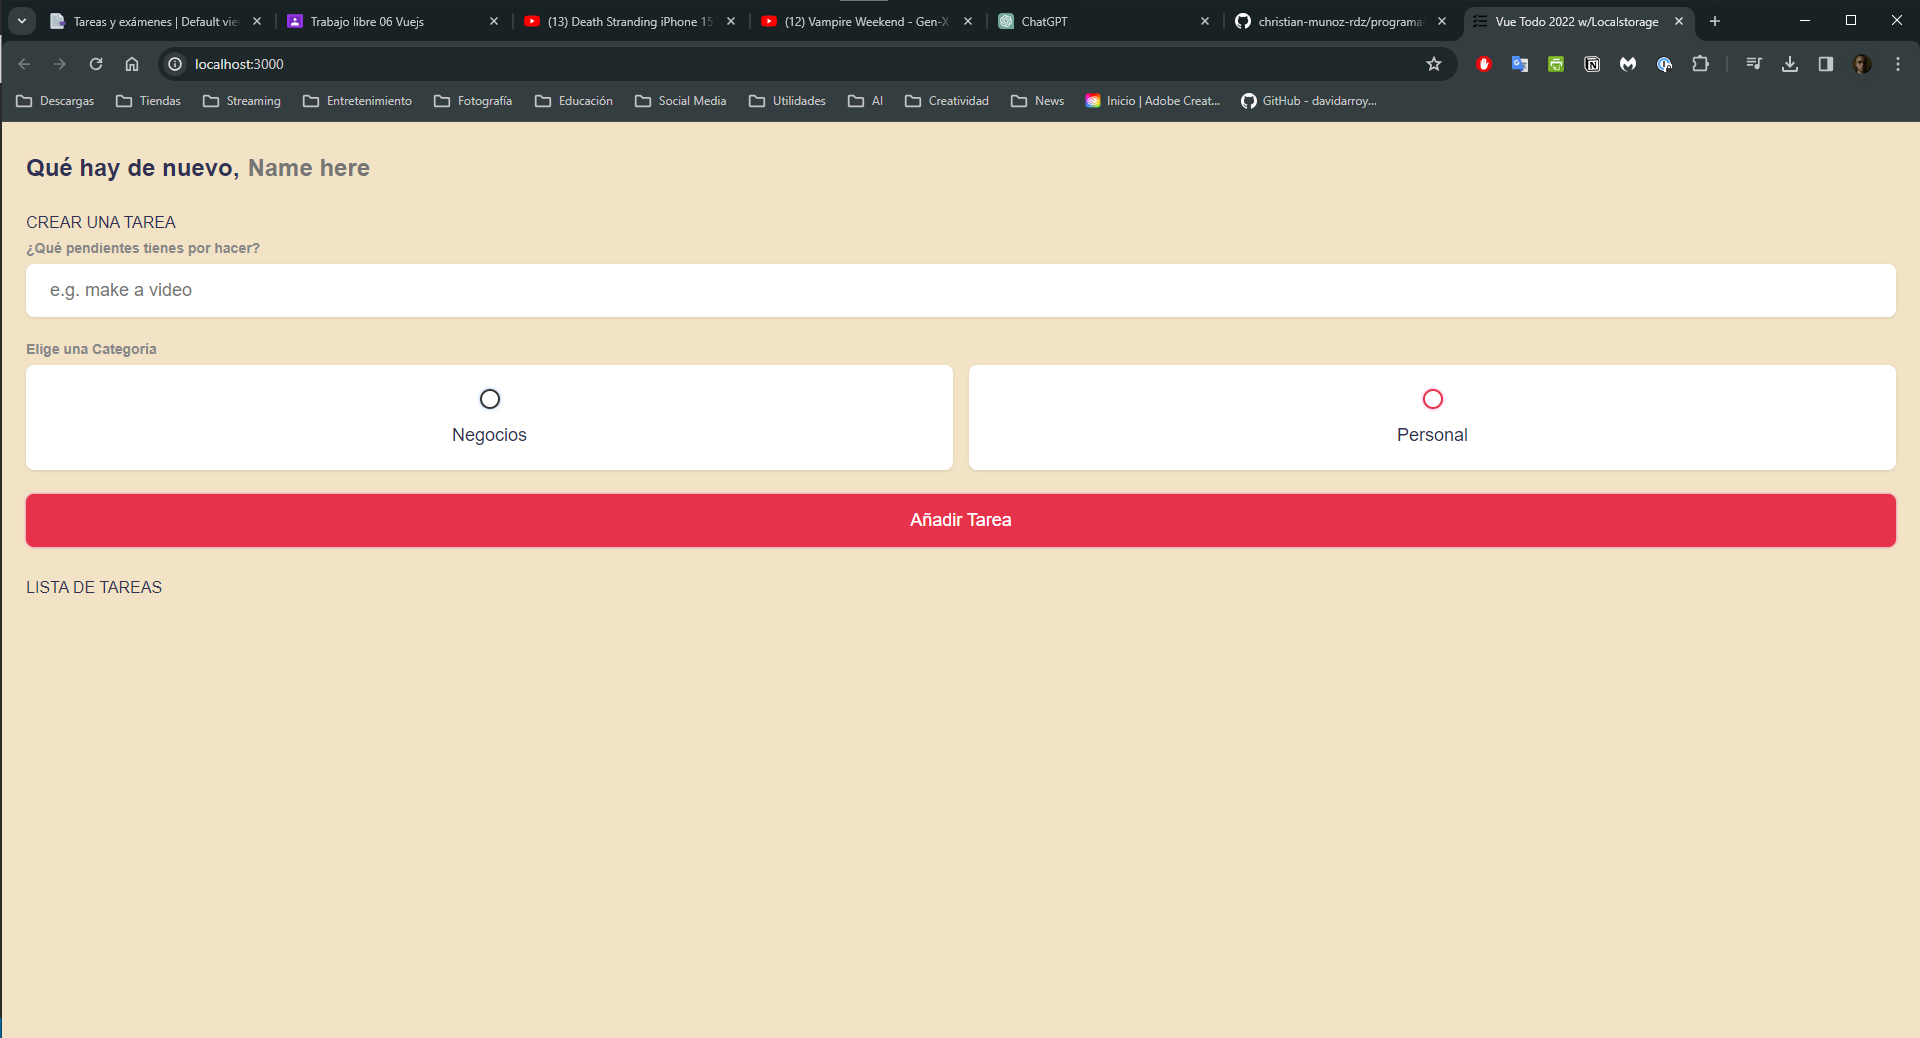 Tareas y exámenes | Default vie
Trabajo libre 06 Vuejs
(13) Death Stranding iPhone 15
(12) Vampire Weekend - Gen-X
ChatGPT
christian-munoz-rdz/programa
Vue Todo 2022 w/Localstorage
localhost:3000
Descargas
Tiendas
Streaming
Entretenimiento
Fotografía
Educación
Social Media
Utilidades
AI
Creatividad
News
Inicio | Adobe Creat...
GitHub - davidarroy...
Qué hay de nuevo, Name here
CREAR UNA TAREA
¿Qué pendientes tienes por hacer?
e.g. make a video
Elige una Categoría
Negocios
Personal
Añadir Tarea
LISTA DE TAREAS